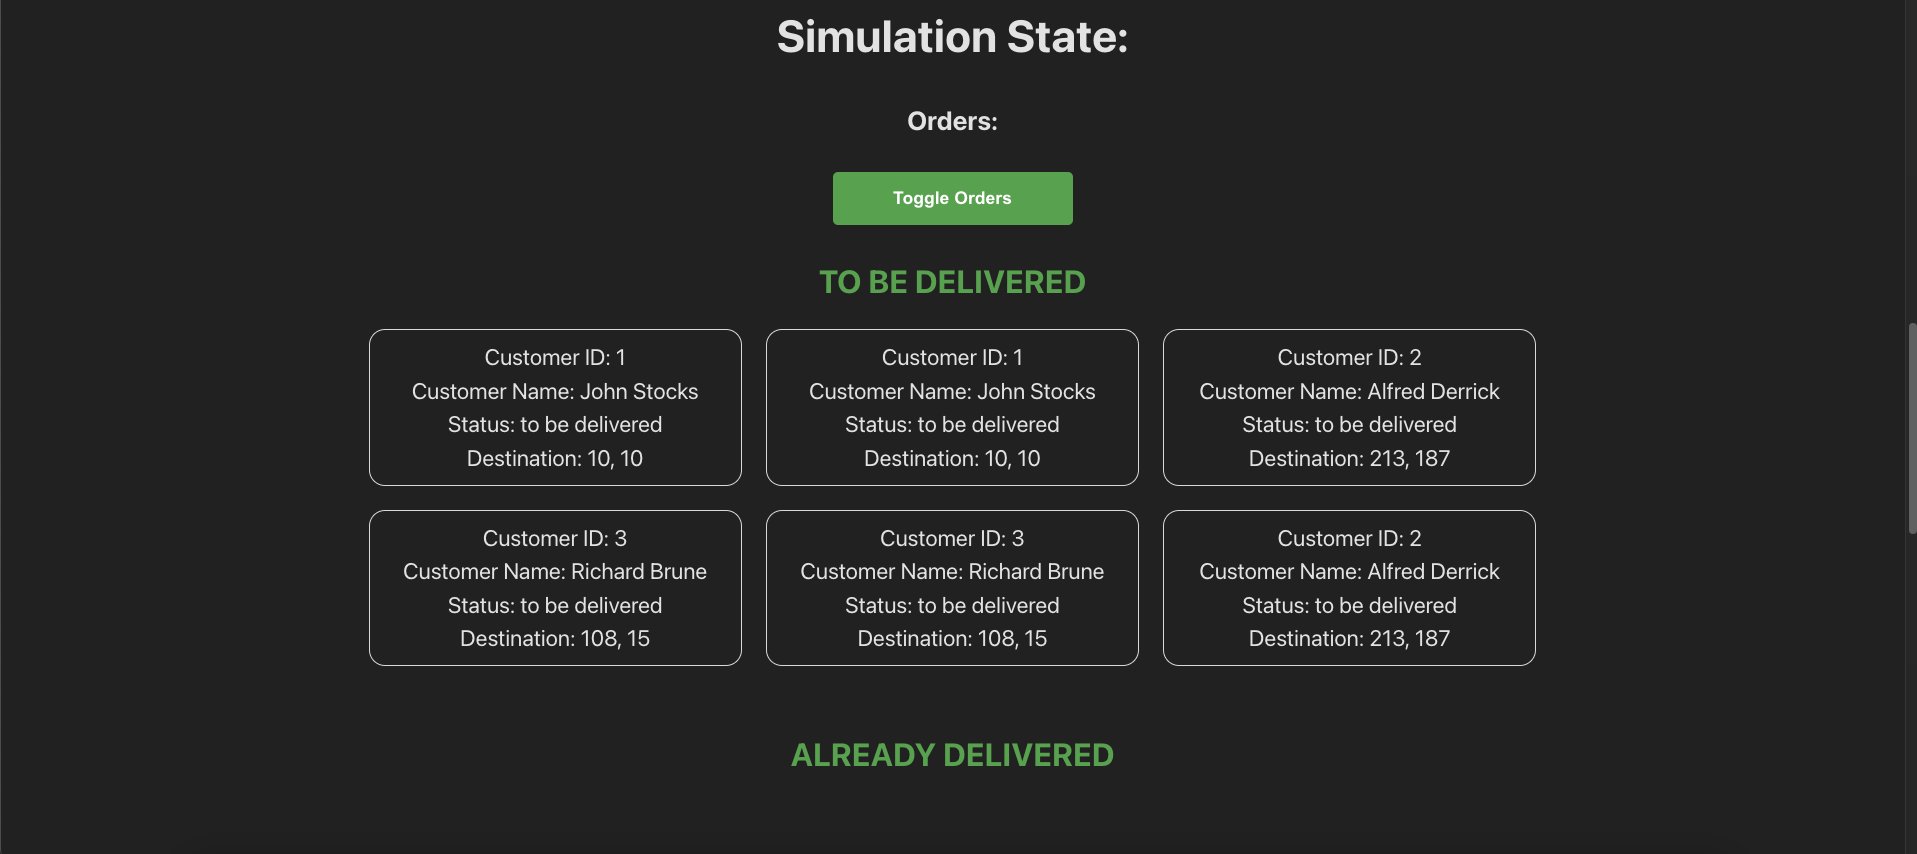 Simulation State:
Orders:
Toggle Orders
TO BE DELIVERED
Customer ID: 1
Customer Name: John Stocks
Status: to be delivered
Destination: 10, 10
Customer ID: 1
Customer Name: John Stocks
Status: to be delivered
Destination: 10, 10
Customer ID: 2
Customer Name: Alfred Derrick
Status: to be delivered
Destination: 213, 187
Customer ID: 3
Customer Name: Richard Brune
Status: to be delivered
Destination: 108, 15
Customer ID: 3
Customer Name: Richard Brune
Status: to be delivered
Destination: 108, 15
Customer ID: 2
Customer Name: Alfred Derrick
Status: to be delivered
Destination: 213, 187
ALREADY DELIVERED